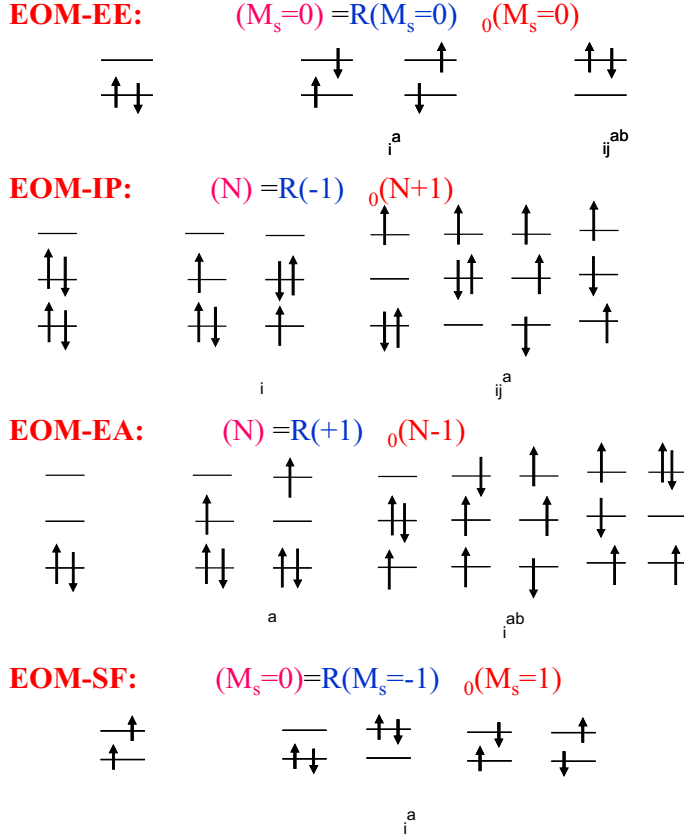 EOM-EE: (Mₛ=0) =R(Mₛ=0) ₀(Mₛ=0)
i^a ij^ab
EOM-IP: (N) =R(-1) ₀(N+1)
i ij^a
EOM-EA: (N) =R(+1) ₀(N-1)
a i^ab
EOM-SF: (Mₛ=0)=R(Mₛ=-1) ₀(Mₛ=1)
i^a